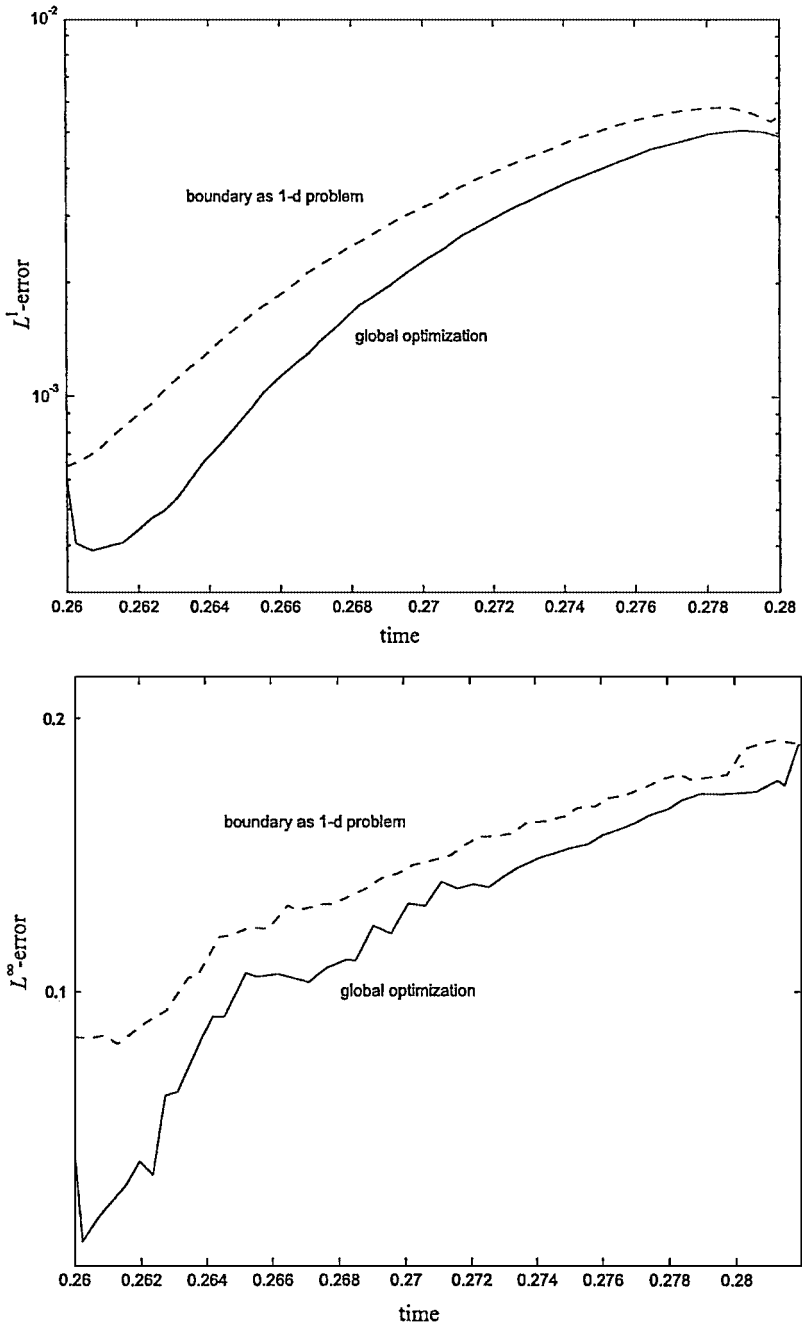 10⁻²
boundary as 1-d problem
L¹-error
global optimization
10⁻³
0.26 0.262 0.264 0.266 0.268 0.27 0.272 0.274 0.276 0.278 0.28
time
0.2
boundary as 1-d problem
L∞-error
0.1
global optimization
0.26 0.262 0.264 0.266 0.268 0.27 0.272 0.274 0.276 0.278 0.28
time